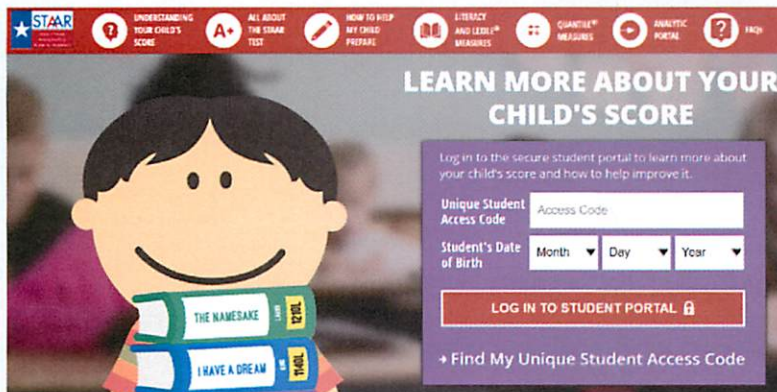 STAAR
UNDERSTANDING
YOUR CHILD'S
SCORE
A+
ALL ABOUT
THE STAAR
TEST
HOW TO HELP
MY CHILD
PREPARE
LITERACY
AND LEXILE®
MEASURES
QUANTILE®
MEASURES
ANALYTIC
PORTAL
?
FAQs
LEARN MORE ABOUT YOUR
CHILD'S SCORE
Log in to the secure student portal to learn more about
your child's score and how to help improve it.
Unique Student
Access Code
Access Code
Student's Date
of Birth
Month
Day
Year
LOG IN TO STUDENT PORTAL
Find My Unique Student Access Code
THE NAMESAKE
1210L
I HAVE A DREAM
KING
1140L